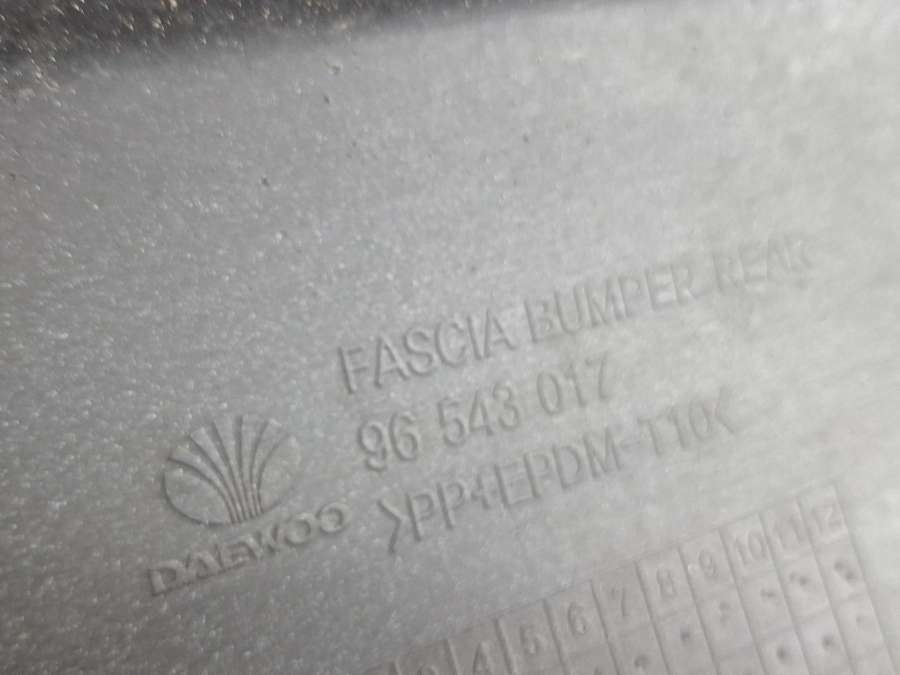 FASCIA BUMPER REAR
96 543 017
>PP+EPDM-T10<
DAEWOO
4 5 6 7 8 9 10 11 12